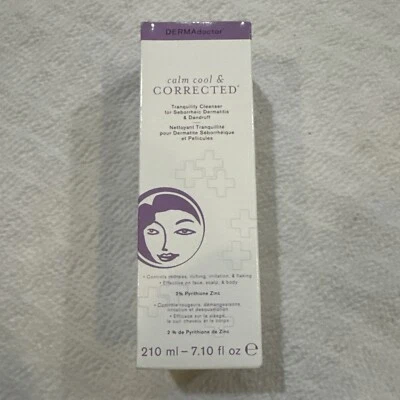 DERMAdoctor
calm cool &
CORRECTED
Tranquility Cleanser
for Seborrheic Dermatitis
& Dandruff
Nettoyant Tranquillité
pour Dermatite Séborrhéique
et Pellicules
• Controls redness, itching, irritation, & flaking
• Effective on face, scalp, & body
2% Pyrithione Zinc
• Contrôle rougeurs, démangeaisons,
irritation et desquamation
• Efficace sur le visage,
le cuir chevelu et le corps
2 % de Pyrithione de Zinc
210 ml – 7.10 fl oz ℮